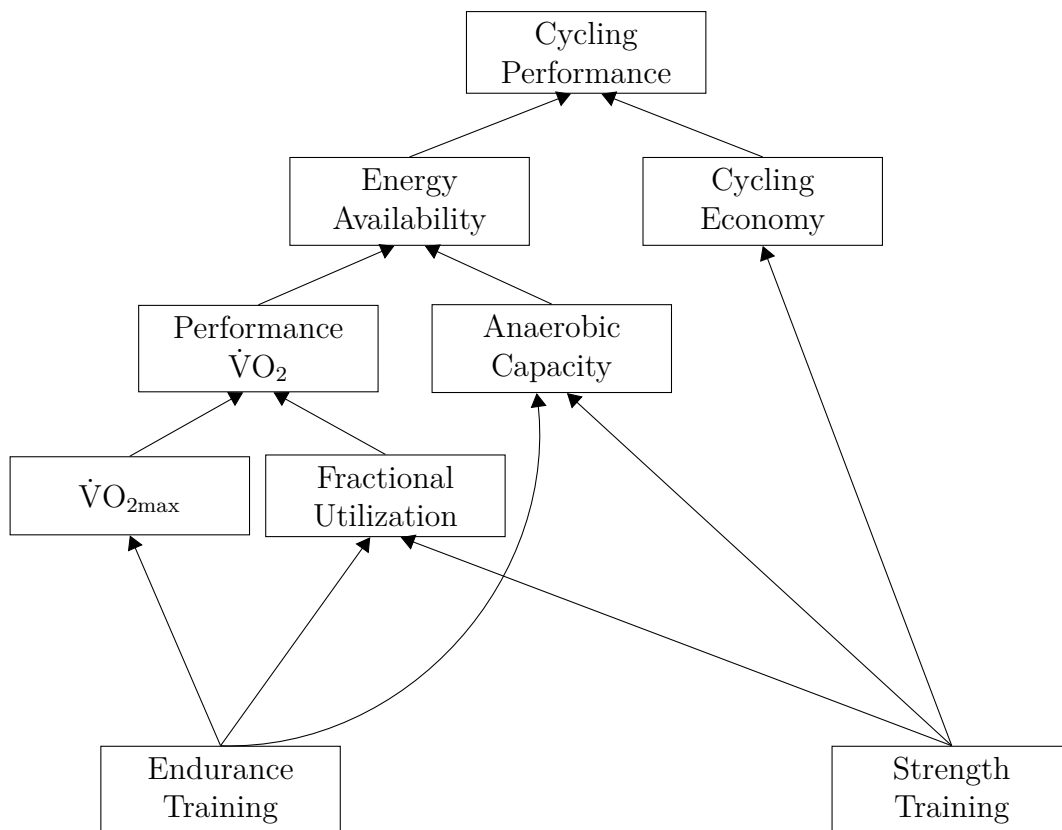 Cycling
Performance
Energy
Availability
Cycling
Economy
Performance
V̇O₂
Anaerobic
Capacity
V̇O₂ₘₐₓ
Fractional
Utilization
Endurance
Training
Strength
Training